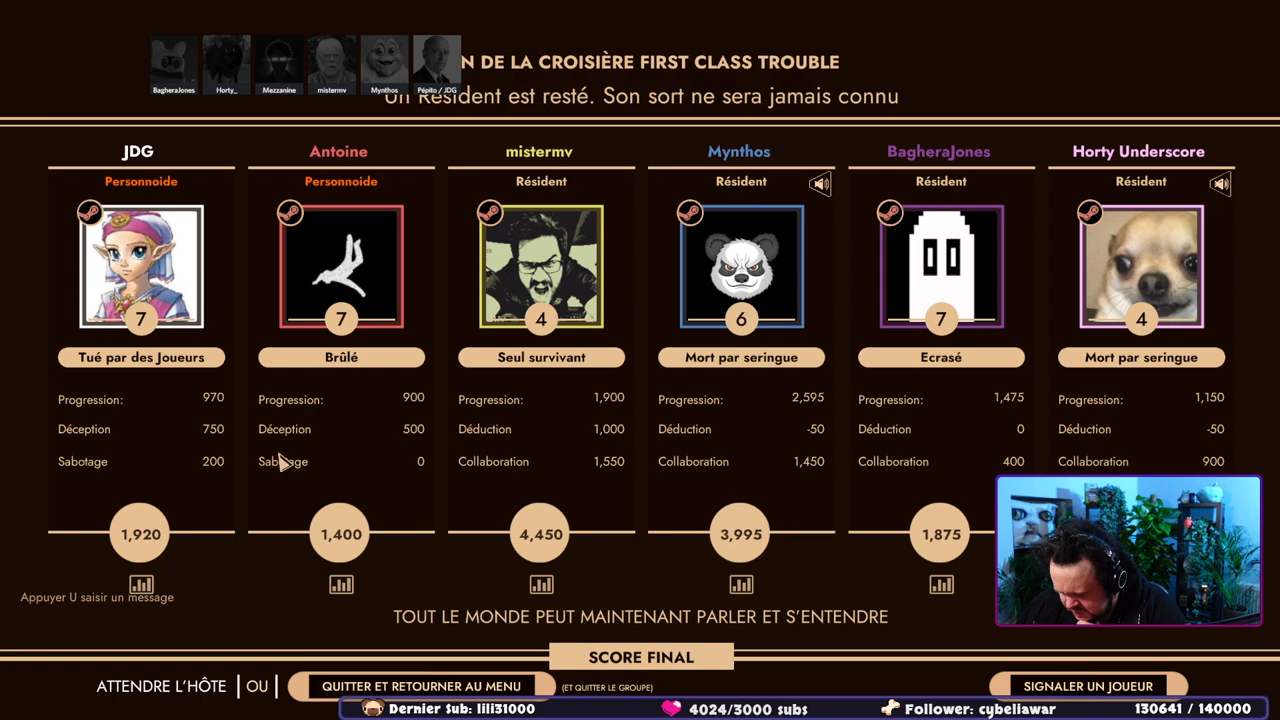 N DE LA CROISIÈRE FIRST CLASS TROUBLE
BagheraJones Horty_ Mezzanine mistermv Mynthos Pépito / JDG
Un Résident est resté. Son sort ne sera jamais connu
JDG Antoine mistermv Mynthos BagheraJones Horty Underscore
Personnoide Personnoide Résident Résident Résident Résident
7 7 4 6 7 4
Tué par des Joueurs Brûlé Seul survivant Mort par seringue Ecrasé Mort par seringue
Progression: 970 Progression: 900 Progression: 1,900 Progression: 2,595 Progression: 1,475 Progression: 1,150
Déception 750 Déception 500 Déduction 1,000 Déduction -50 Déduction 0 Déduction -50
Sabotage 200 Sabotage 0 Collaboration 1,550 Collaboration 1,450 Collaboration 400 Collaboration 900
1,920 1,400 4,450 3,995 1,875
Appuyer U saisir un message
TOUT LE MONDE PEUT MAINTENANT PARLER ET S'ENTENDRE
SCORE FINAL
ATTENDRE L'HÔTE | OU | QUITTER ET RETOURNER AU MENU (ET QUITTER LE GROUPE) SIGNALER UN JOUEUR
Dernier Sub: lili31000 4024/3000 subs Follower: cybeliawar 130641 / 140000